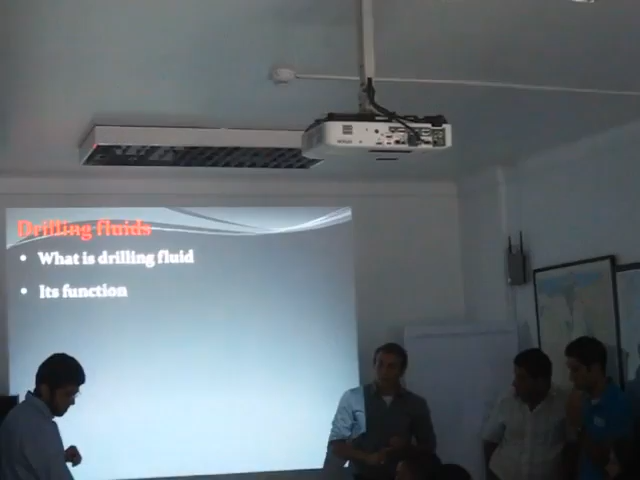 Drilling fluids
• What is drilling fluid
• Its function